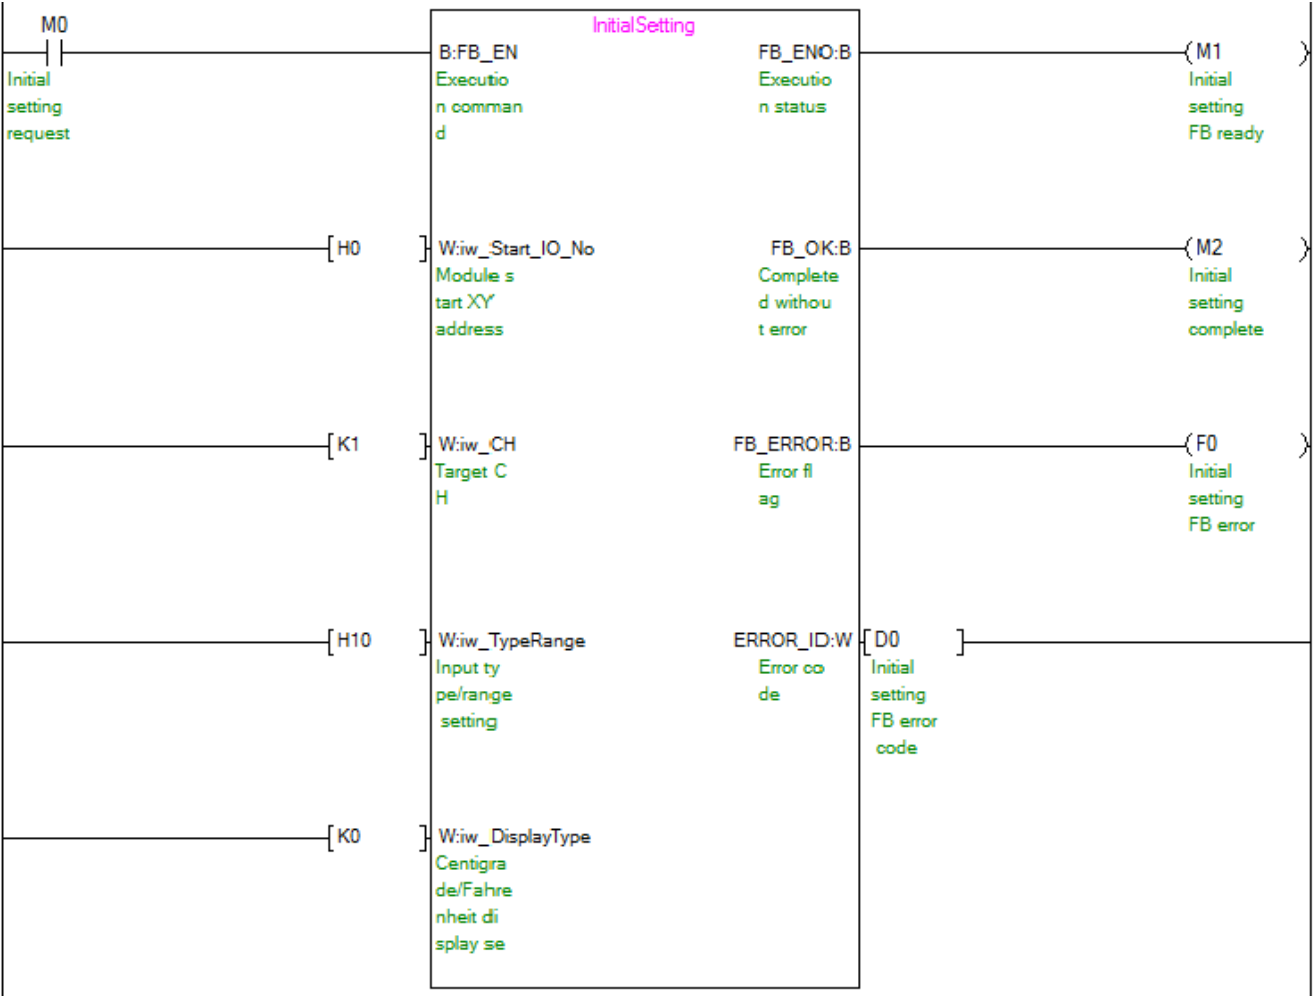 M0
InitialSetting
B:FB_EN
FB_ENO:B
M1
Initial
setting
request
Executio
n comman
d
Executio
n status
Initial
setting
FB ready
H0
W:iw_Start_IO_No
FB_OK:B
M2
Module s
tart XY
address
Complete
d withou
t error
Initial
setting
complete
K1
W:iw_CH
FB_ERROR:B
F0
Target C
H
Error fl
ag
Initial
setting
FB error
H10
W:iw_TypeRange
ERROR_ID:W
D0
Input ty
pe/range
setting
Error co
de
Initial
setting
FB error
code
K0
W:iw_DisplayType
Centigra
de/Fahre
nheit di
splay se